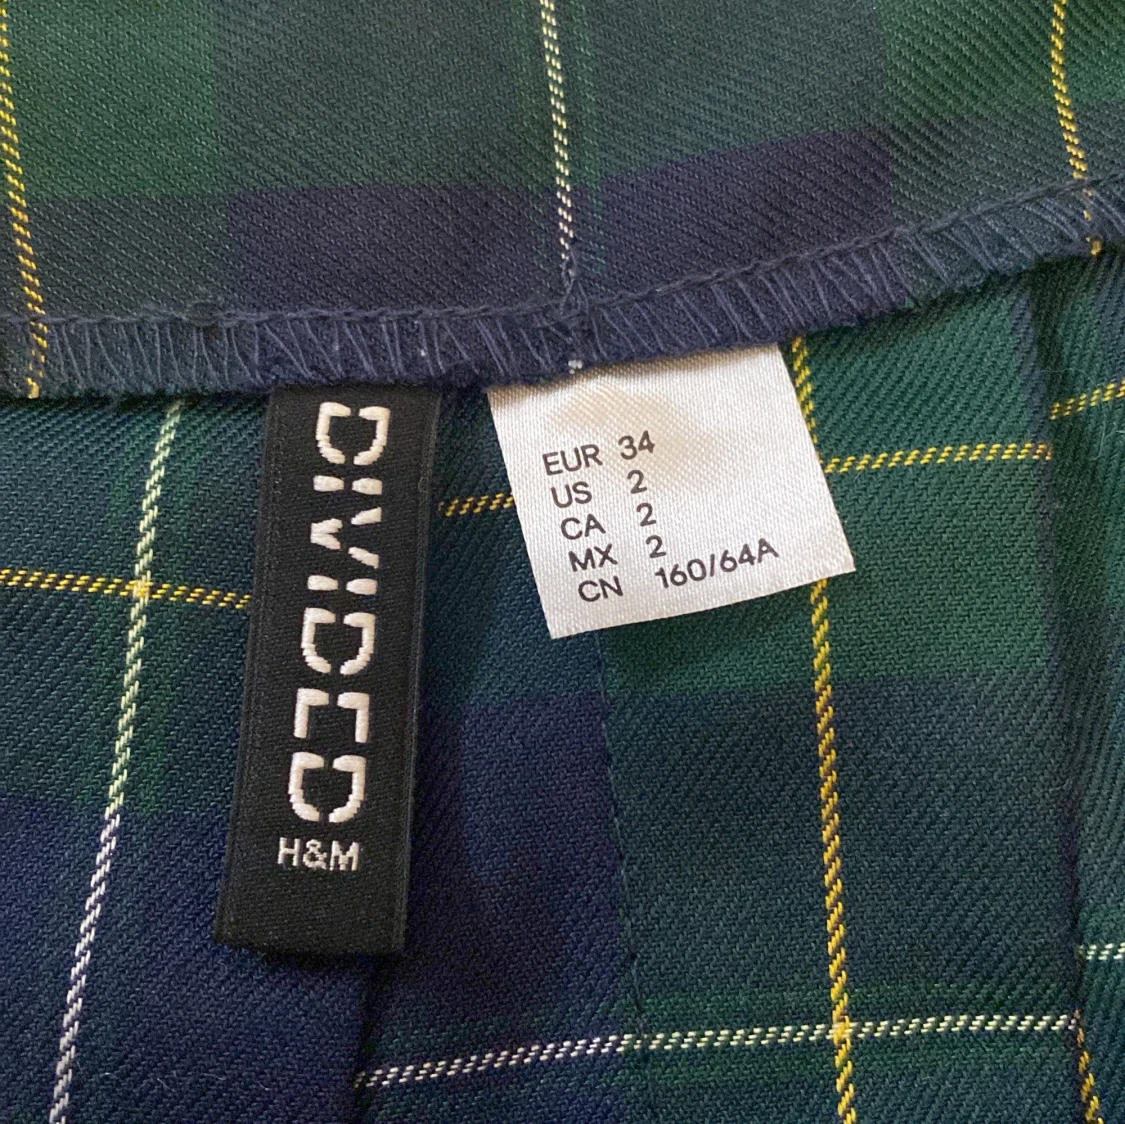 DIVIDED
H&M
EUR 34
US 2
CA 2
MX 2
CN 160/64A